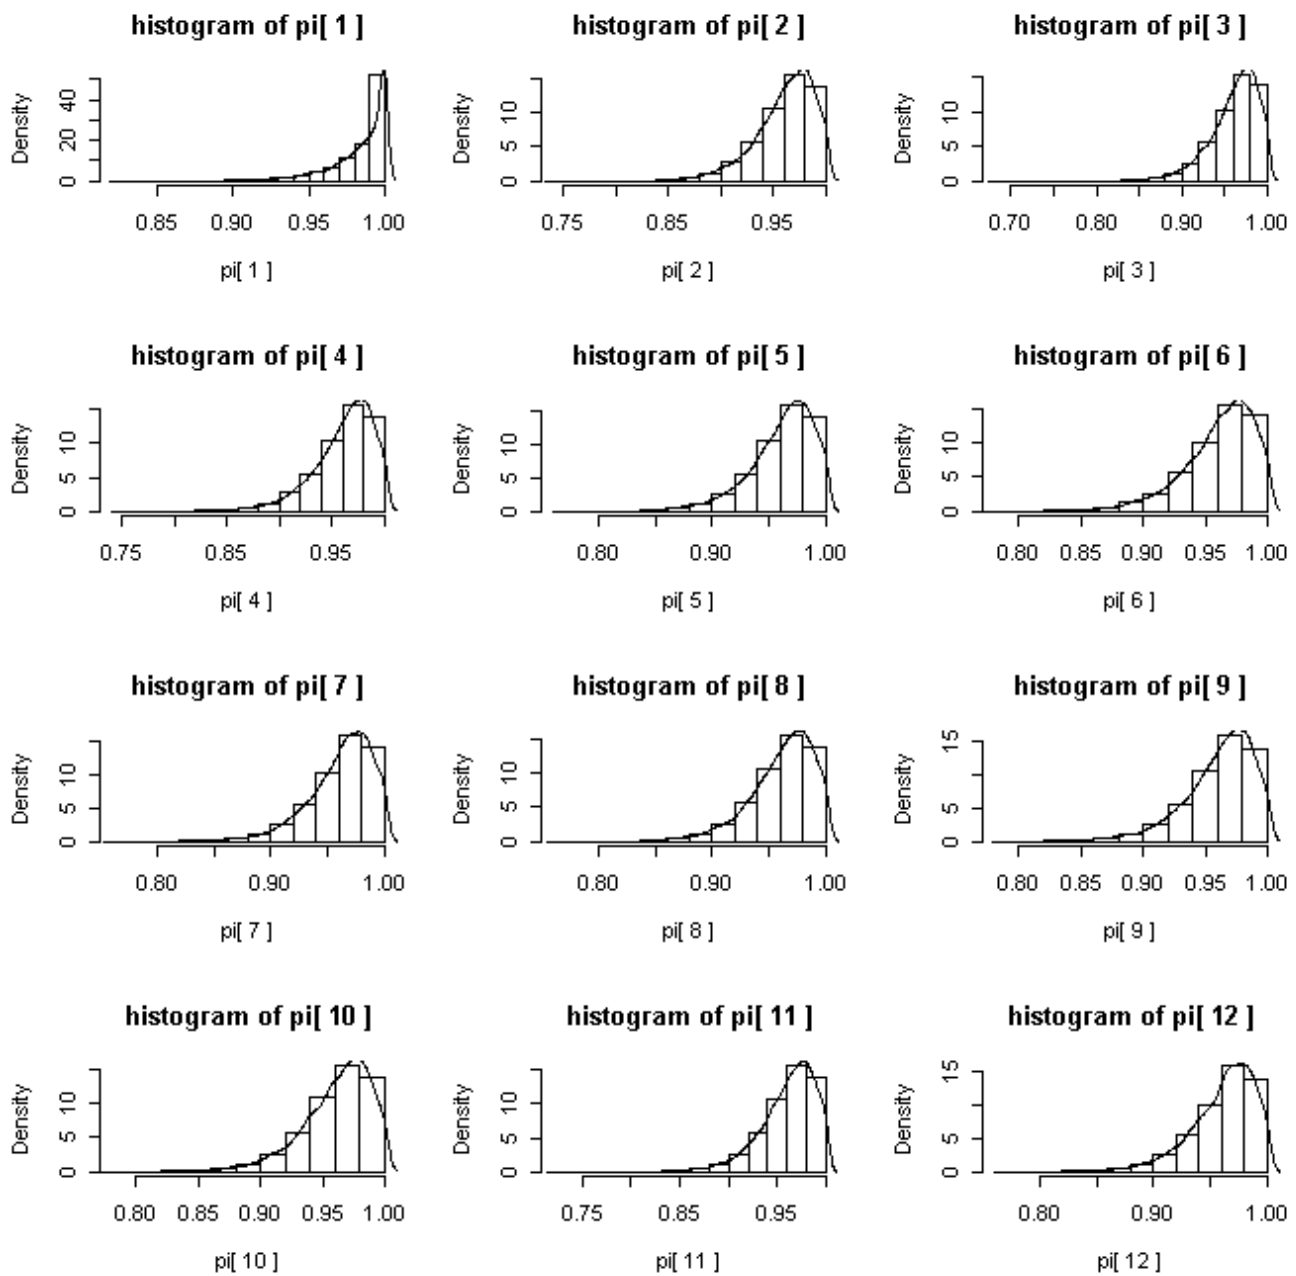 histogram of pi[ 1 ]
Density
0 20 40
0.85 0.90 0.95 1.00
pi[ 1 ]
histogram of pi[ 2 ]
Density
0 5 10
0.75 0.85 0.95
pi[ 2 ]
histogram of pi[ 3 ]
Density
0 5 10
0.70 0.80 0.90 1.00
pi[ 3 ]
histogram of pi[ 4 ]
Density
0 5 10
0.75 0.85 0.95
pi[ 4 ]
histogram of pi[ 5 ]
Density
0 5 10
0.80 0.90 1.00
pi[ 5 ]
histogram of pi[ 6 ]
Density
0 5 10
0.80 0.85 0.90 0.95 1.00
pi[ 6 ]
histogram of pi[ 7 ]
Density
0 5 10
0.80 0.90 1.00
pi[ 7 ]
histogram of pi[ 8 ]
Density
0 5 10
0.80 0.90 1.00
pi[ 8 ]
histogram of pi[ 9 ]
Density
0 5 15
0.80 0.85 0.90 0.95 1.00
pi[ 9 ]
histogram of pi[ 10 ]
Density
0 5 10
0.80 0.85 0.90 0.95 1.00
pi[ 10 ]
histogram of pi[ 11 ]
Density
0 5 10
0.75 0.85 0.95
pi[ 11 ]
histogram of pi[ 12 ]
Density
0 5 15
0.80 0.90 1.00
pi[ 12 ]